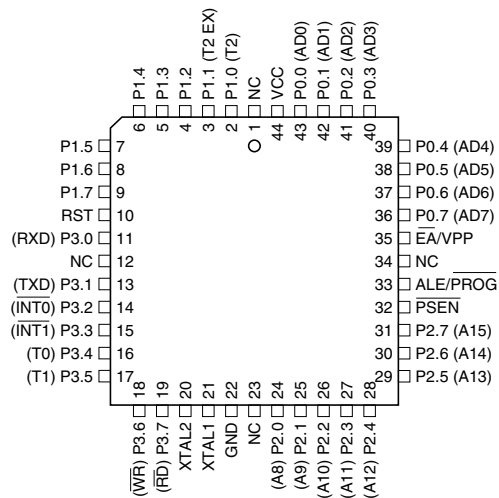 P1.4
P1.3
P1.2
P1.1 (T2 EX)
P1.0 (T2)
NC
VCC
P0.0 (AD0)
P0.1 (AD1)
P0.2 (AD2)
P0.3 (AD3)
6
5
4
3
2
1
44
43
42
41
40
P1.5 7
P1.6 8
P1.7 9
RST 10
(RXD) P3.0 11
NC 12
(TXD) P3.1 13
(INT0) P3.2 14
(INT1) P3.3 15
(T0) P3.4 16
(T1) P3.5 17
39 P0.4 (AD4)
38 P0.5 (AD5)
37 P0.6 (AD6)
36 P0.7 (AD7)
35 EA/VPP
34 NC
33 ALE/PROG
32 PSEN
31 P2.7 (A15)
30 P2.6 (A14)
29 P2.5 (A13)
18
19
20
21
22
23
24
25
26
27
28
(WR) P3.6
(RD) P3.7
XTAL2
XTAL1
GND
NC
(A8) P2.0
(A9) P2.1
(A10) P2.2
(A11) P2.3
(A12) P2.4